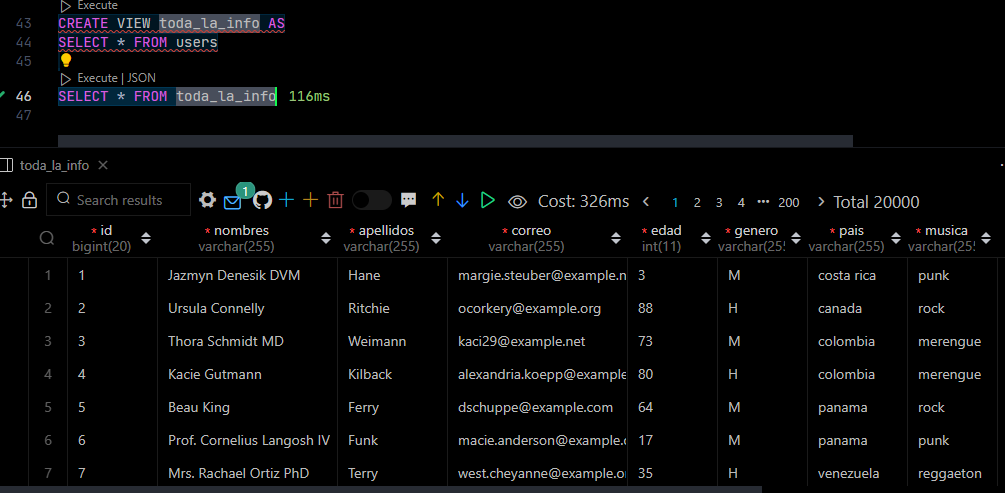 Execute
43 CREATE VIEW toda_la_info AS
44 SELECT * FROM users
45
Execute | JSON
46 SELECT * FROM toda_la_info 116ms
47
toda_la_info
Search results 1 Cost: 326ms 1 2 3 4 ••• 200 Total 20000
* id * nombres * apellidos * correo * edad * genero * pais * musica
bigint(20) varchar(255) varchar(255) varchar(255) int(11) varchar(255) varchar(255) varchar(255)
1 1 Jazmyn Denesik DVM Hane margie.steuber@example.n 3 M costa rica punk
2 2 Ursula Connelly Ritchie ocorkery@example.org 88 H canada rock
3 3 Thora Schmidt MD Weimann kaci29@example.net 73 M colombia merengue
4 4 Kacie Gutmann Kilback alexandria.koepp@example 80 H colombia merengue
5 5 Beau King Ferry dschuppe@example.com 64 M panama rock
6 6 Prof. Cornelius Langosh IV Funk macie.anderson@example.c 17 M panama punk
7 7 Mrs. Rachael Ortiz PhD Terry west.cheyanne@example.o 35 H venezuela reggaeton